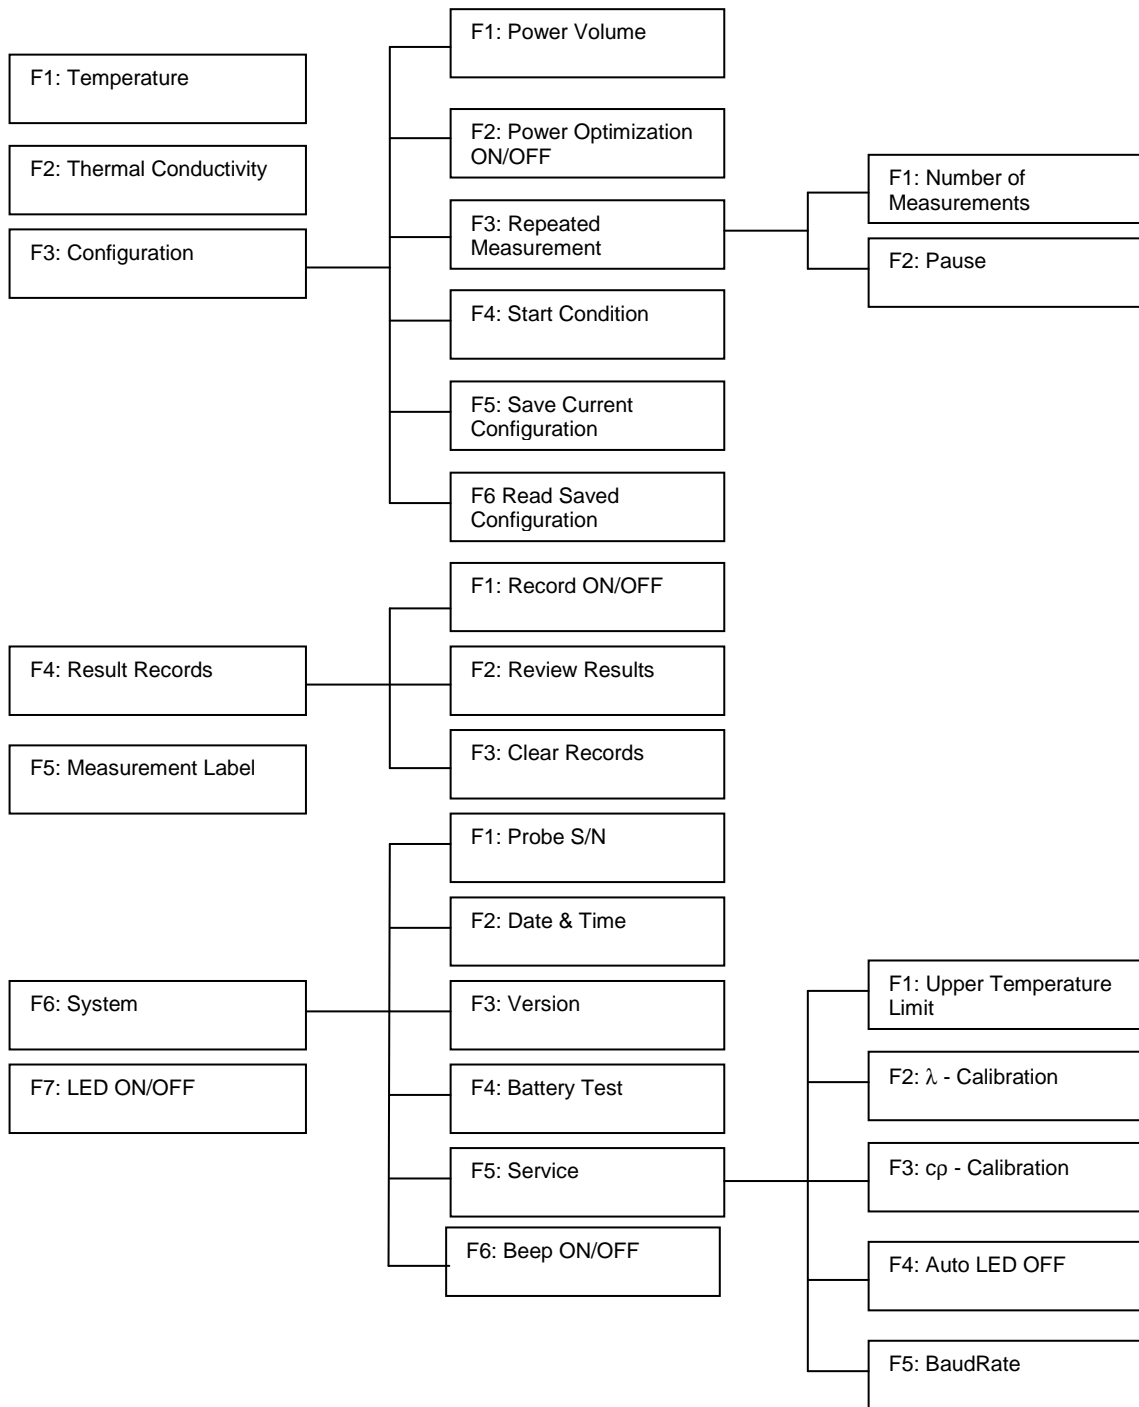 F1: Temperature
F2: Thermal Conductivity
F3: Configuration
F1: Power Volume
F2: Power Optimization
ON/OFF
F3: Repeated
Measurement
F1: Number of
Measurements
F2: Pause
F4: Start Condition
F5: Save Current
Configuration
F6 Read Saved
Configuration
F4: Result Records
F1: Record ON/OFF
F2: Review Results
F3: Clear Records
F5: Measurement Label
F6: System
F1: Probe S/N
F2: Date & Time
F3: Version
F4: Battery Test
F5: Service
F1: Upper Temperature
Limit
F2: λ - Calibration
F3: cρ - Calibration
F4: Auto LED OFF
F5: BaudRate
F6: Beep ON/OFF
F7: LED ON/OFF